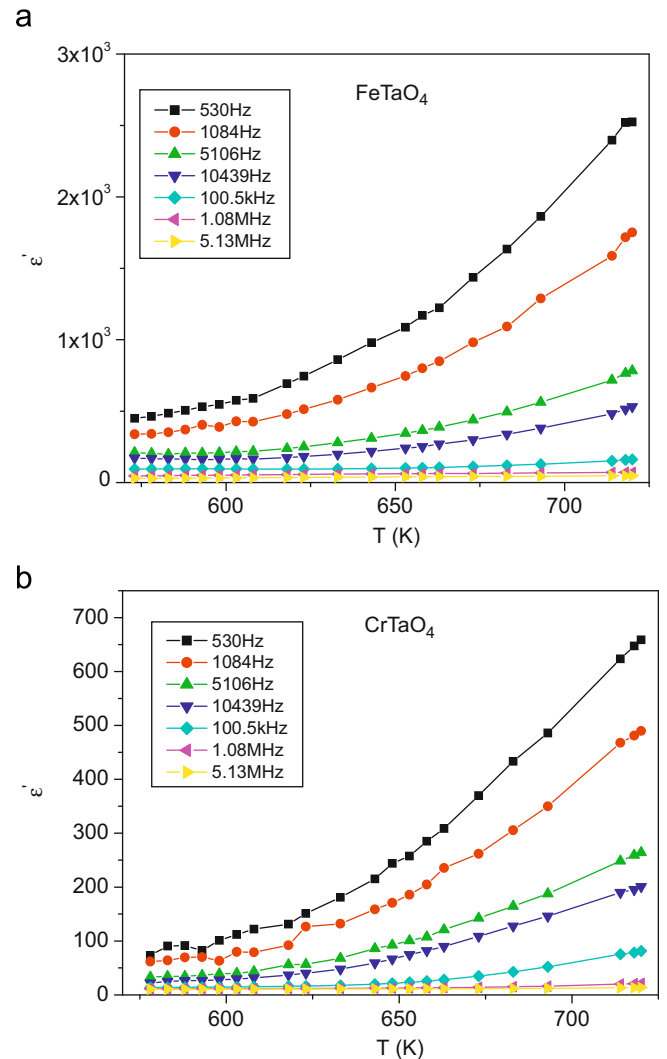 a
3x10³
FeTaO₄
530Hz
1084Hz
5106Hz
10439Hz
100.5kHz
1.08MHz
5.13MHz
2x10³
ε'
1x10³
0
600
650
700
T (K)
b
700
CrTaO₄
530Hz
1084Hz
5106Hz
10439Hz
100.5kHz
1.08MHz
5.13MHz
600
500
400
ε'
300
200
100
0
600
650
700
T (K)